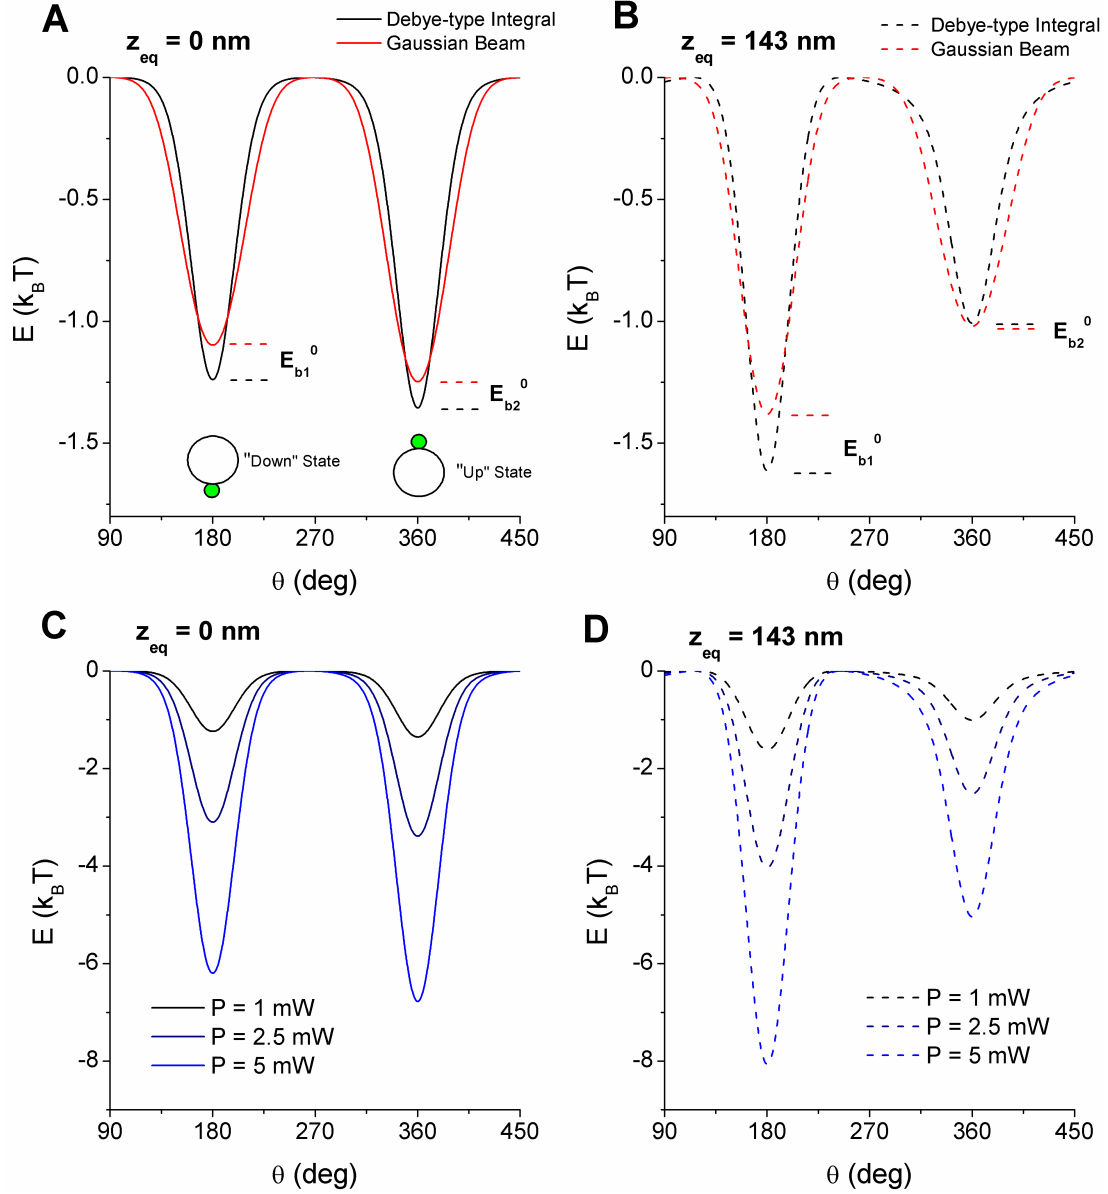 A
z_eq = 0 nm
Debye-type Integral
Gaussian Beam
0.0
-0.5
-1.0
-1.5
E (k_BT)
E_b1^0
E_b2^0
"Down" State
"Up" State
90 180 270 360 450
θ (deg)
B
z_eq = 143 nm
Debye-type Integral
Gaussian Beam
0.0
-0.5
-1.0
-1.5
E (k_BT)
E_b2^0
E_b1^0
90 180 270 360 450
θ (deg)
C
z_eq = 0 nm
0
-2
-4
-6
-8
E (k_BT)
P = 1 mW
P = 2.5 mW
P = 5 mW
90 180 270 360 450
θ (deg)
D
z_eq = 143 nm
0
-2
-4
-6
-8
E (k_BT)
P = 1 mW
P = 2.5 mW
P = 5 mW
90 180 270 360 450
θ (deg)